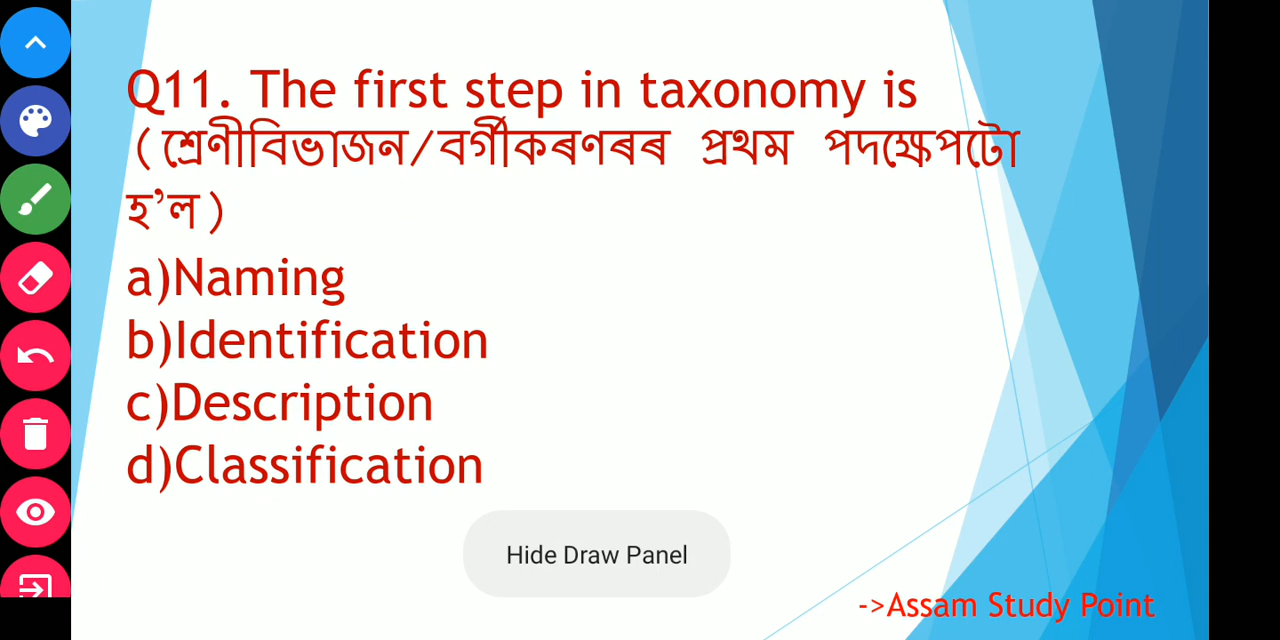 Q11. The first step in taxonomy is
(শ্ৰেণীবিভাজন/বৰ্গীকৰণৰৰ প্ৰথম পদক্ষেপটো
হ’ল)
a)Naming
b)Identification
c)Description
d)Classification
Hide Draw Panel
->Assam Study Point